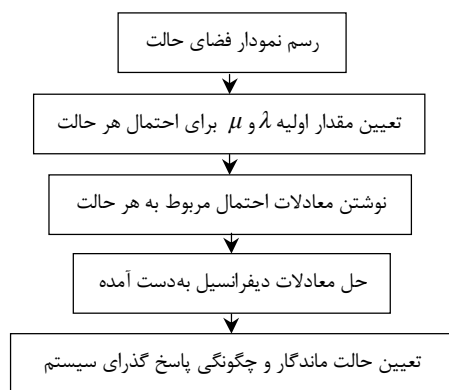 رسم نمودار فضای حالت
تعیین مقدار اولیه λ و μ برای احتمال هر حالت
نوشتن معادلات احتمال مربوط به هر حالت
حل معادلات دیفرانسیل به‌دست آمده
تعیین حالت ماندگار و چگونگی پاسخ گذرای سیستم